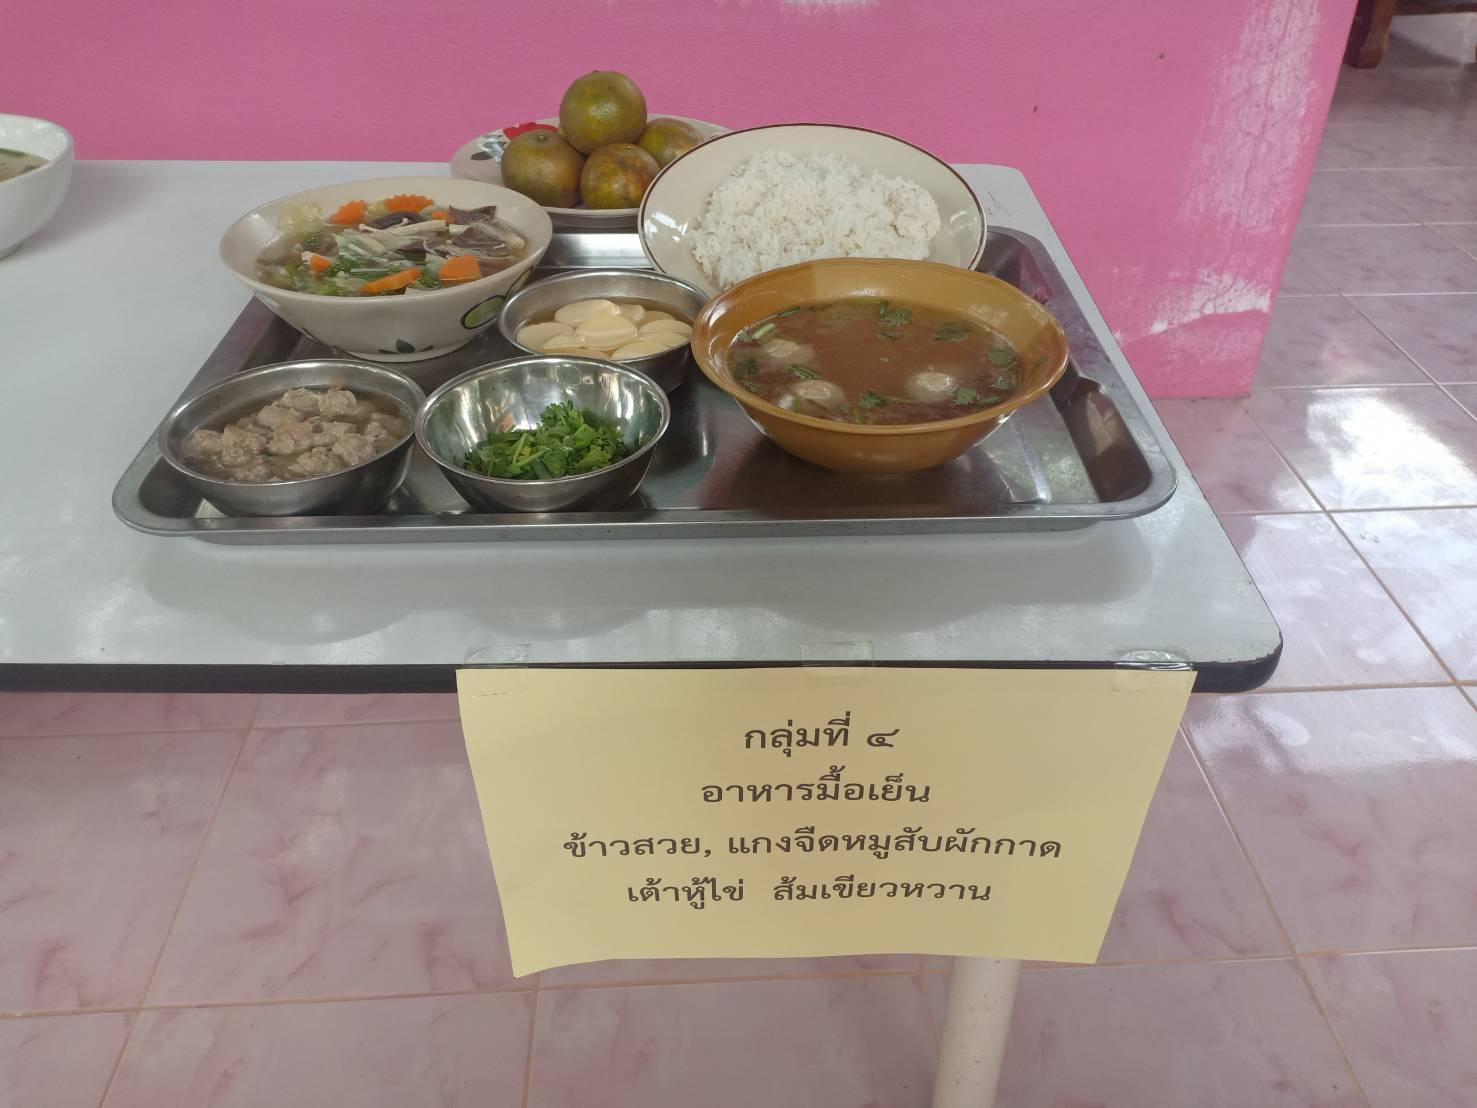 กลุ่มที่ ๔
อาหารมื้อเย็น
ข้าวสวย, แกงจืดหมูสับผักกาด
เต้าหู้ไข่ ส้มเขียวหวาน